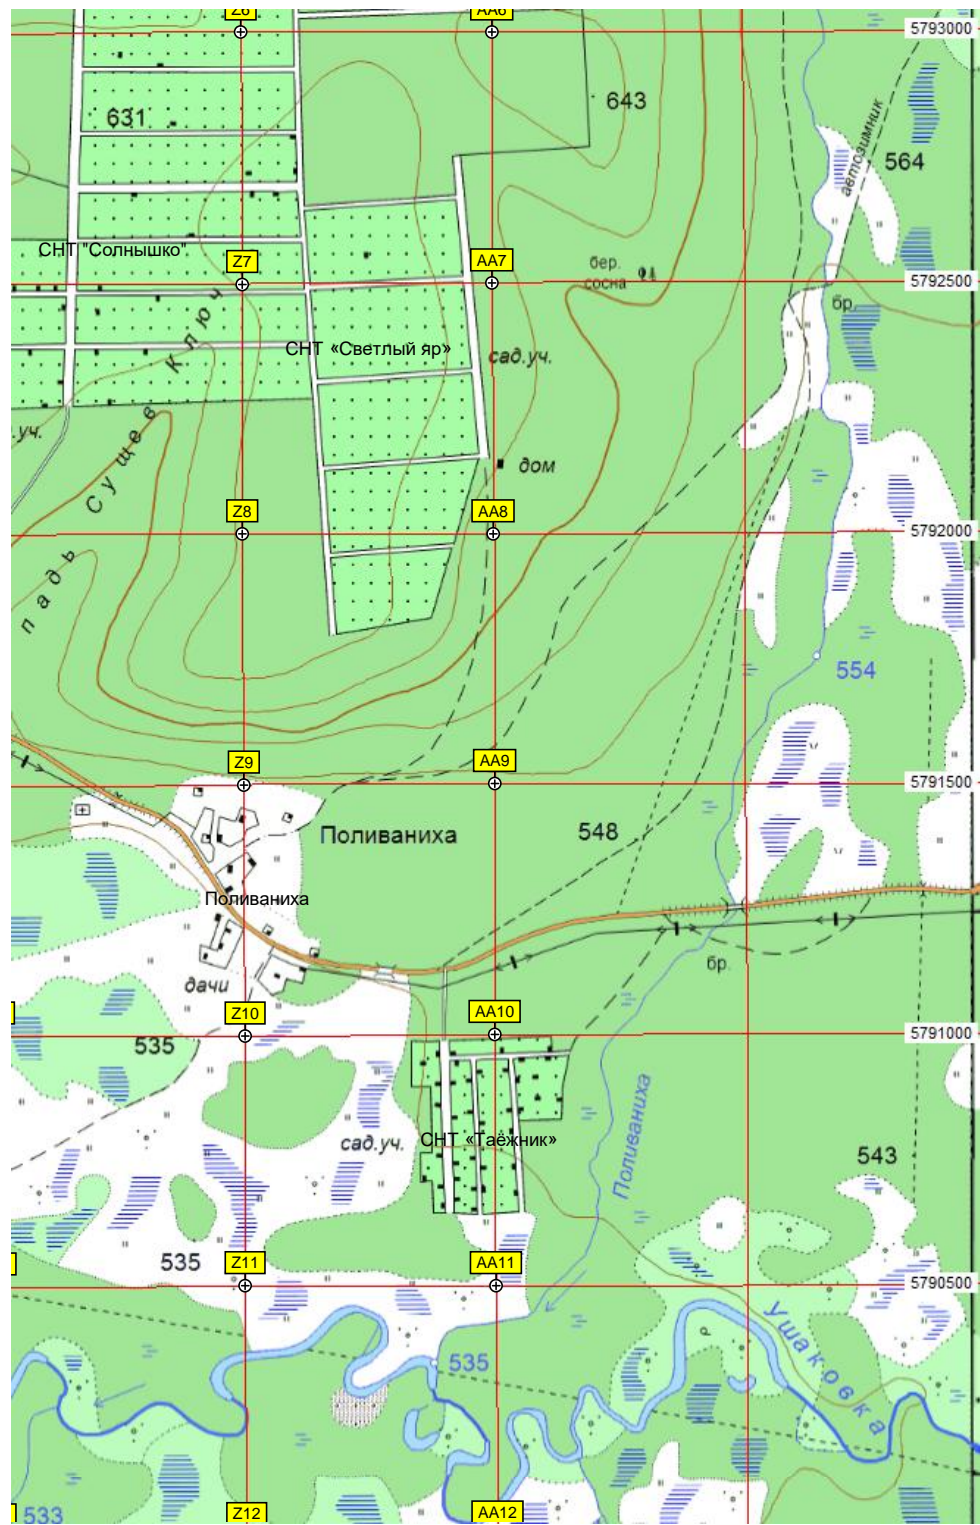 Z6
AA6
5793000
631
643
автозимник
564
СНТ "Солнышко"
Z7
AA7
бер.
сосна
5792500
бр.
Ключ
СНТ «Светлый яр»
сад.уч.
.уч.
Сущев
дом
Z8
AA8
5792000
падь
554
Z9
AA9
5791500
Поливаниха
548
Поливаниха
бр.
дачи
Z10
AA10
5791000
535
Поливаниха
сад.уч.
СНТ «Таёжник»
543
535
Z11
AA11
5790500
Ушаковка
535
533
Z12
AA12